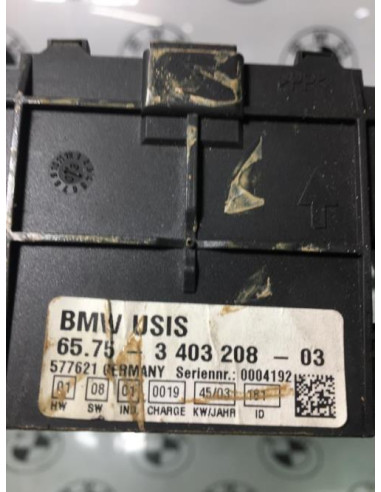 BMW USIS
65.75 - 3 403 208 - 03
577621 GERMANY Seriennr.: 0004192
01 08 01 0019 45/03 161
HW SW IND. CHARGE KW/JAHR ID